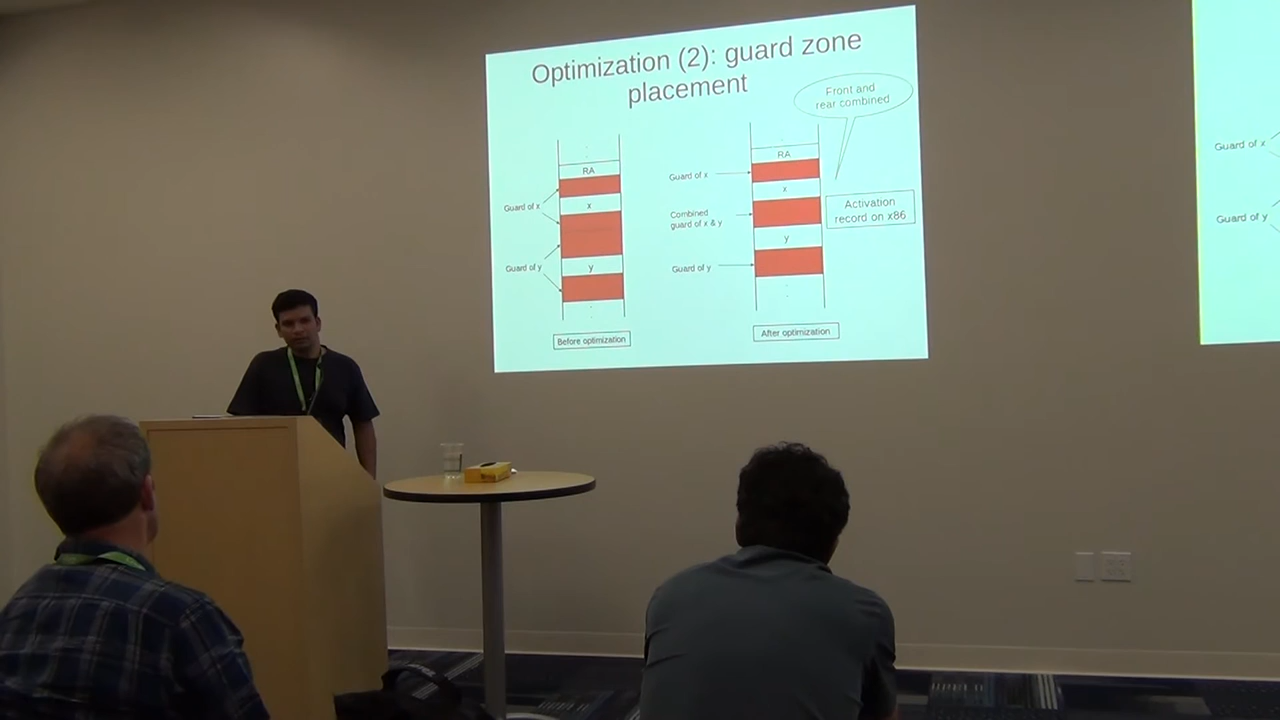 Optimization (2): guard zone
placement
Front and
rear combined
RA
Guard of x
x
Guard of y
y
Before optimization
RA
Guard of x
x
Combined
guard of x & y
y
Guard of y
After optimization
Activation
record on x86
Guard of x
Guard of y